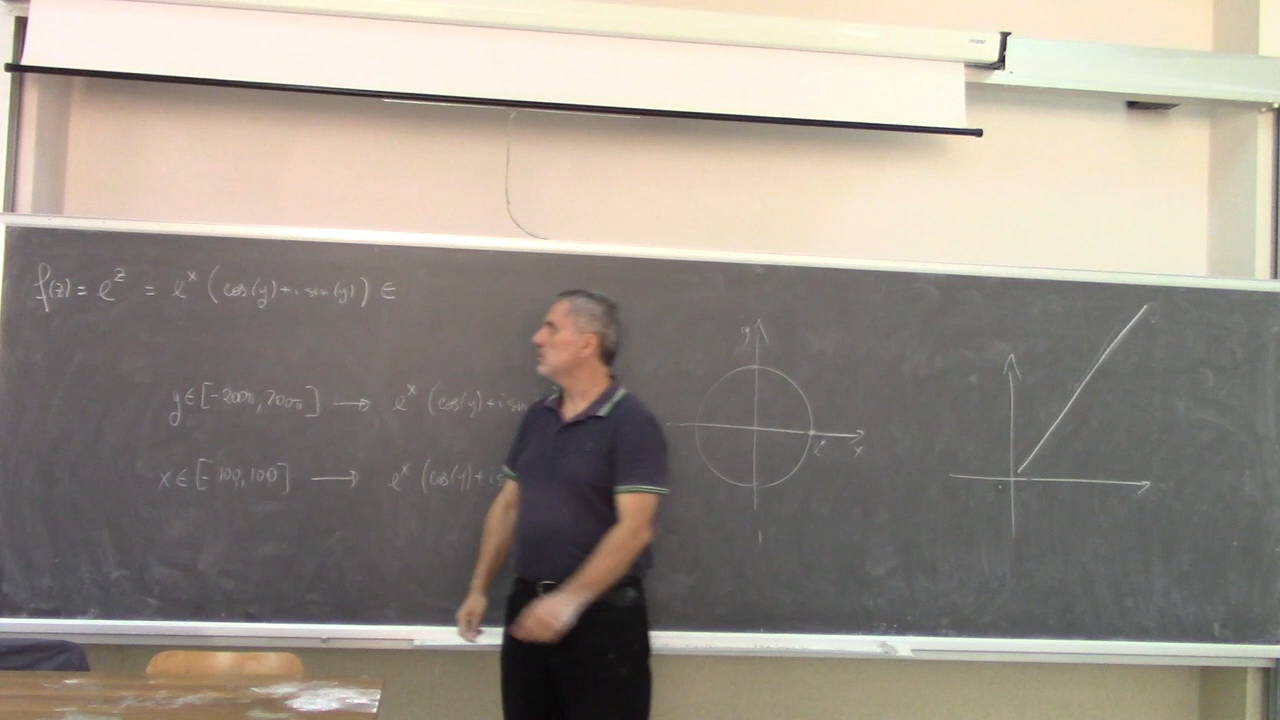 f(z) = e^z = e^x (cos(y)+i sin(y)) ∈
y ∈ [-200π, 200π] → e^x (cos(y)+i sin
x ∈ [-100, 100] → e^x (cos(y)+i s
y
e^x
x